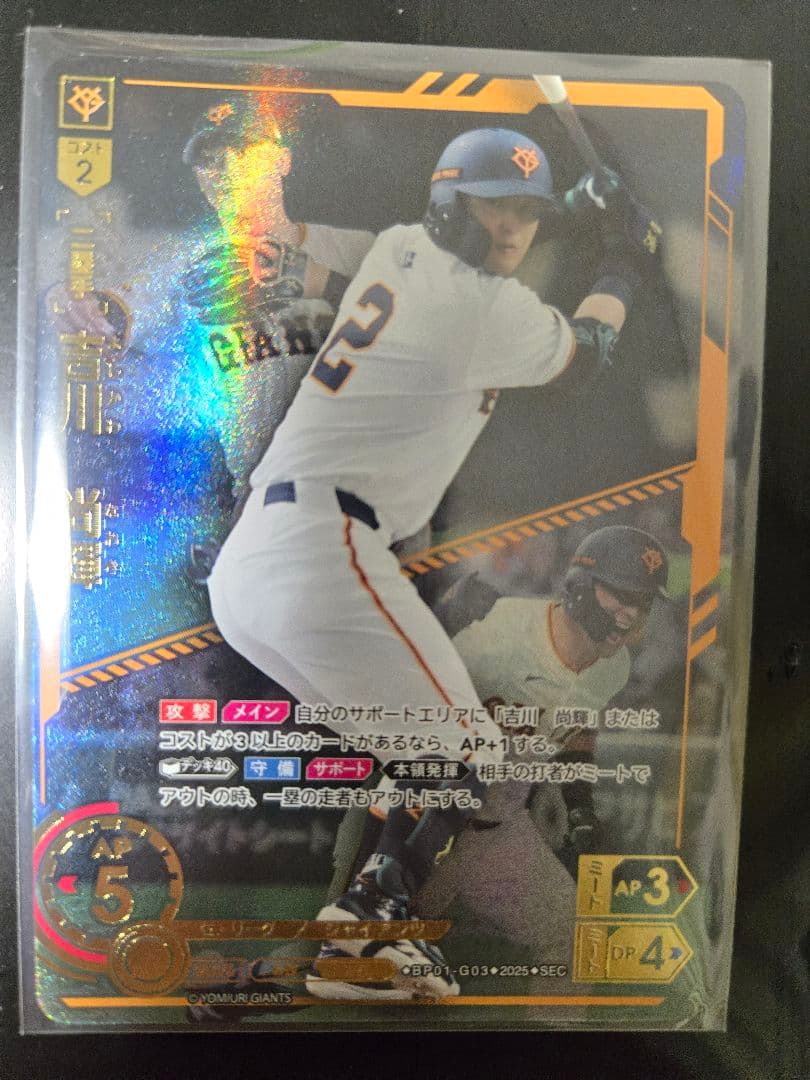 コスト
2
「二塁手」
吉川
尚輝
なおき
GIAN
2
攻撃 メイン 自分のサポートエリアに「吉川　尚輝」または
コストが3以上のカードがあるなら、AP+1する。
デッキ40 守備 サポート 本領発揮 相手の打者がミートで
アウトの時、一塁の走者もアウトにする。
AP
5
セ・リーグ / ジャイアンツ
ミート AP 3
ミート DP 4
◆BP01-G03◆2025◆SEC
© YOMIURI GIANTS